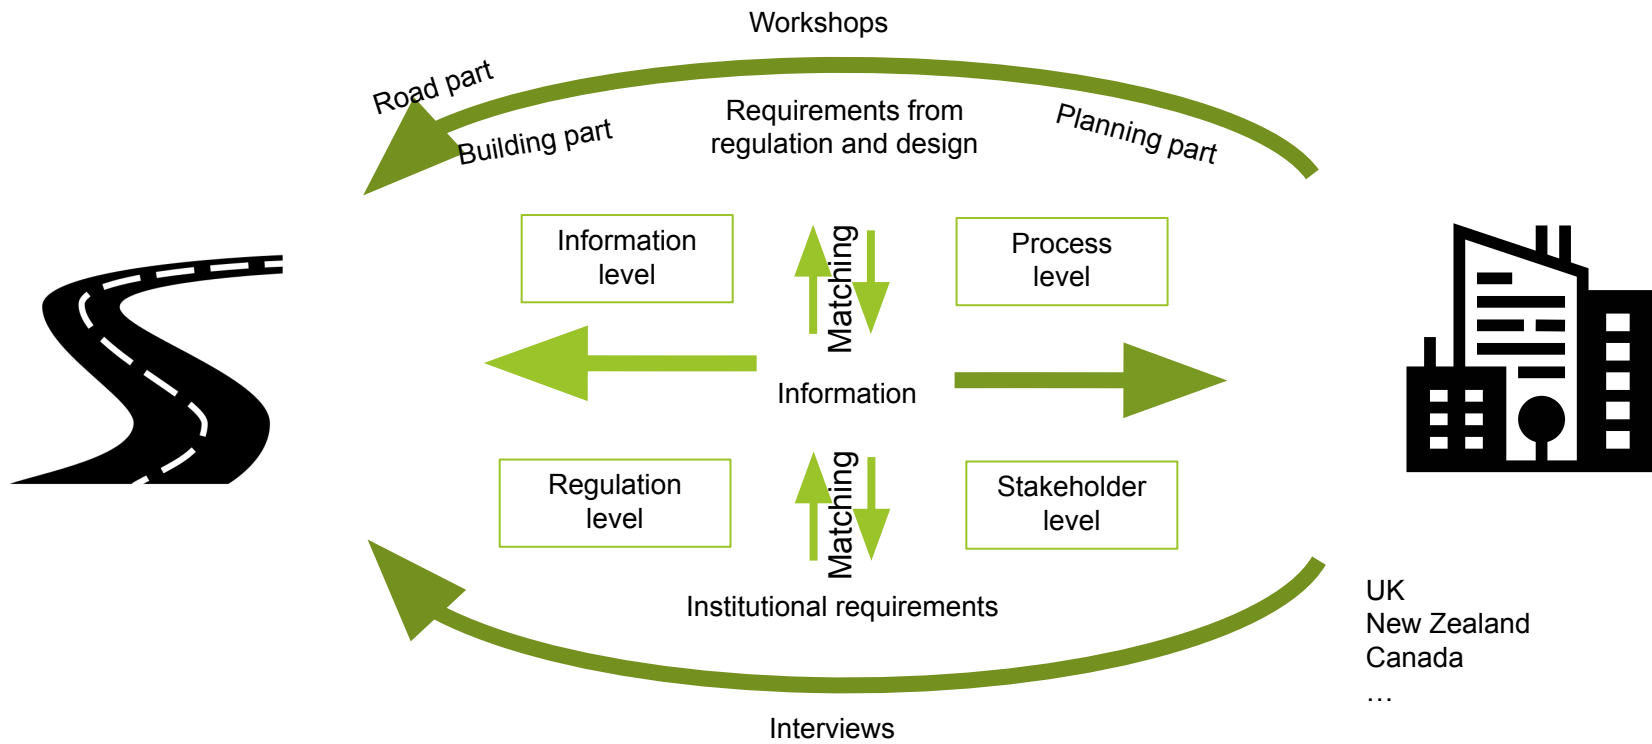 Workshops
Road part
Building part
Requirements from
regulation and design
Planning part
Information
level
Matching
Process
level
Information
Regulation
level
Matching
Stakeholder
level
Institutional requirements
UK
New Zealand
Canada
…
Interviews